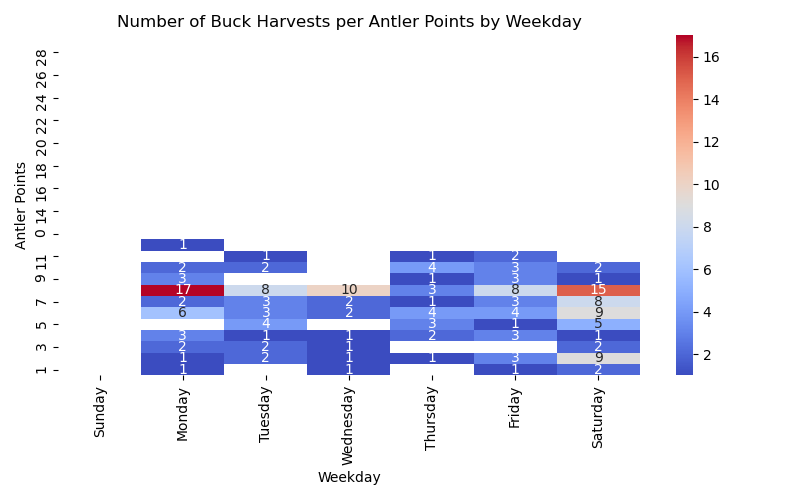 Number of Buck Harvests per Antler Points by Weekday
Antler Points
28
26
24
22
20
18
16
14
0
11
9
7
5
3
1
1
1 1 2
2 2 4 3 2
3 1 3 1
17 8 10 3 8 15
2 3 2 1 3 8
6 3 2 4 4 9
4 3 1 5
3 1 1 2 3 1
2 2 1 2
1 2 1 1 3 9
1 1 1 2
Sunday Monday Tuesday Wednesday Thursday Friday Saturday
Weekday
16
14
12
10
8
6
4
2